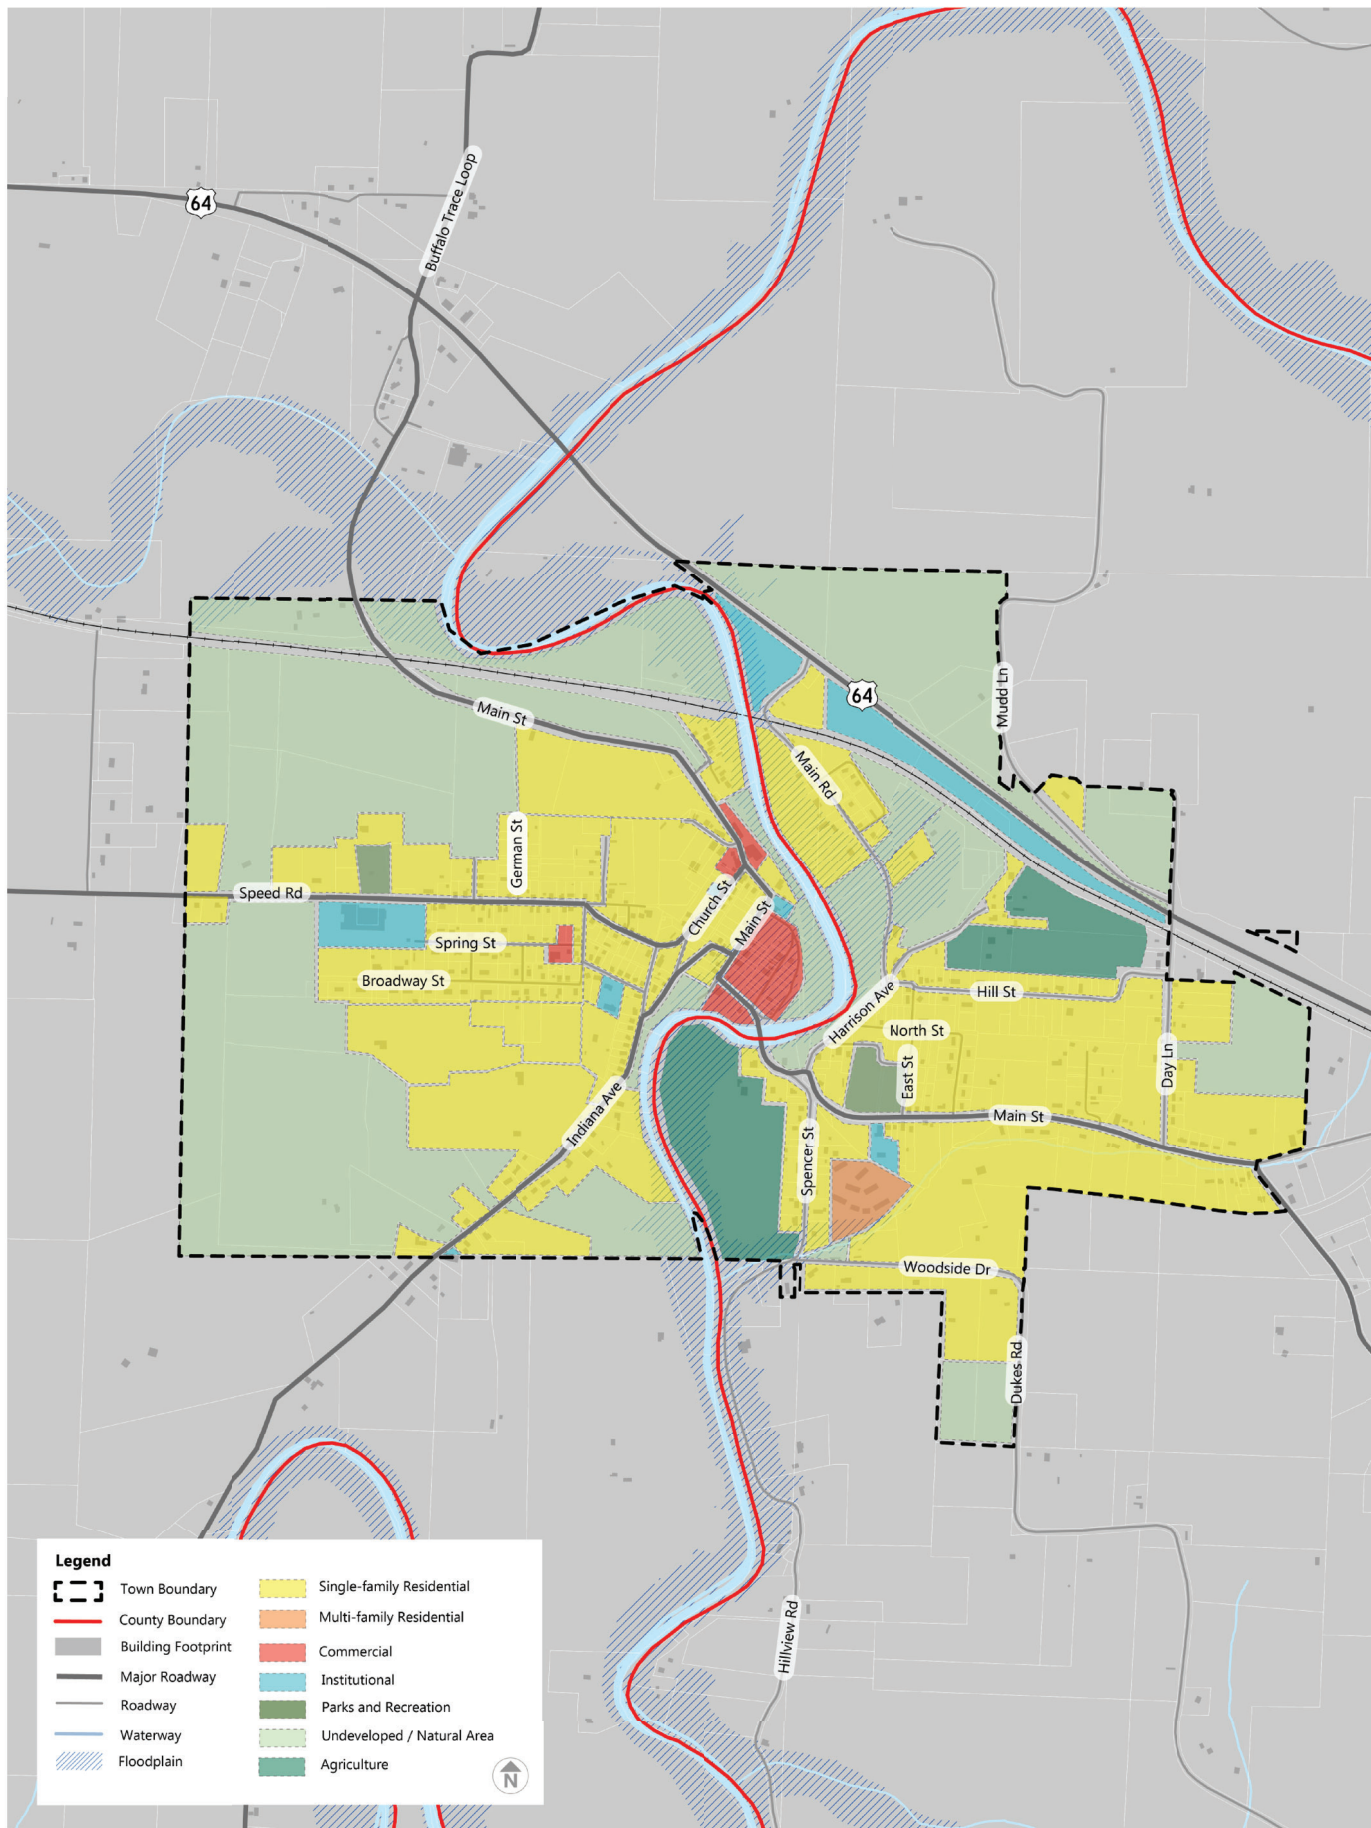 Buffalo Trace Loop
64
64
Mudd Ln
Main St
Main Rd
German St
Speed Rd
Church St
Main St
Spring St
Broadway St
Harrison Ave
Hill St
North St
East St
Day Ln
Main St
Indiana Ave
Spencer St
Woodside Dr
Dukes Rd
Hillview Rd
Legend
Town Boundary
County Boundary
Building Footprint
Major Roadway
Roadway
Waterway
Floodplain
Single-family Residential
Multi-family Residential
Commercial
Institutional
Parks and Recreation
Undeveloped / Natural Area
Agriculture
N